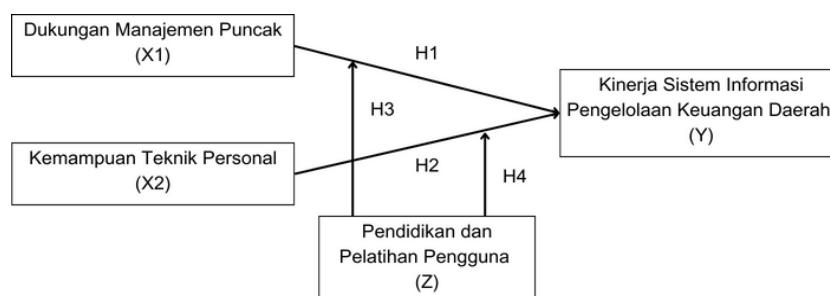 Dukungan Manajemen Puncak
(X1)
H1
Kinerja Sistem Informasi
Pengelolaan Keuangan Daerah
(Y)
H3
Kemampuan Teknik Personal
(X2)
H2
H4
Pendidikan dan
Pelatihan Pengguna
(Z)